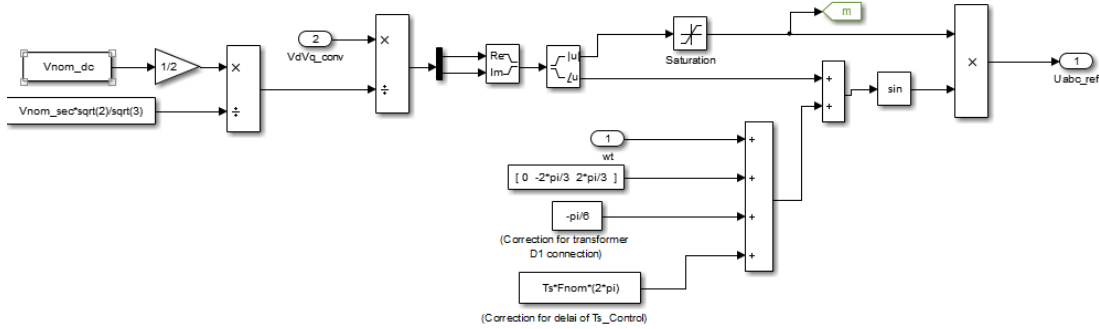 m
2
VdVq_conv
Vnom_dc
1/2
×
÷
Vnom_sec*sqrt(2)/sqrt(3)
×
÷
Re
Im
|u|
∠u
Saturation
+
+
sin
×
1
Uabc_ref
1
wt
[ 0 -2*pi/3 2*pi/3 ]
-pi/6
(Correction for transformer
D1 connection)
+
+
+
+
Ts*Fnom*(2*pi)
(Correction for delai of Ts_Control)